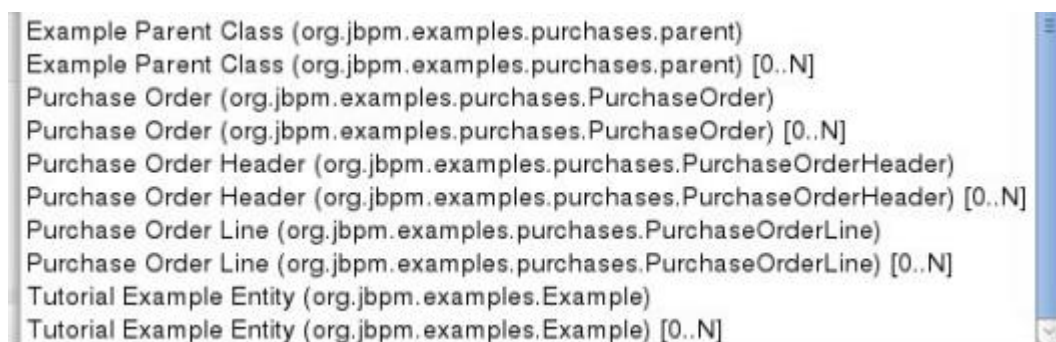 Example Parent Class (org.jbpm.examples.purchases.parent)
Example Parent Class (org.jbpm.examples.purchases.parent) [0..N]
Purchase Order (org.jbpm.examples.purchases.PurchaseOrder)
Purchase Order (org.jbpm.examples.purchases.PurchaseOrder) [0..N]
Purchase Order Header (org.jbpm.examples.purchases.PurchaseOrderHeader)
Purchase Order Header (org.jbpm.examples.purchases.PurchaseOrderHeader) [0..N]
Purchase Order Line (org.jbpm.examples.purchases.PurchaseOrderLine)
Purchase Order Line (org.jbpm.examples.purchases.PurchaseOrderLine) [0..N]
Tutorial Example Entity (org.jbpm.examples.Example)
Tutorial Example Entity (org.jbpm.examples.Example) [0..N]